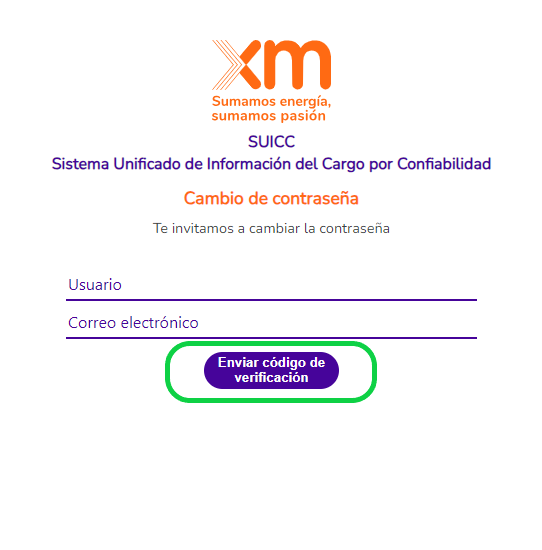 xm
Sumamos energía,
sumamos pasión
SUICC
Sistema Unificado de Información del Cargo por Confiabilidad
Cambio de contraseña
Te invitamos a cambiar la contraseña
Usuario
Correo electrónico
Enviar código de
verificación